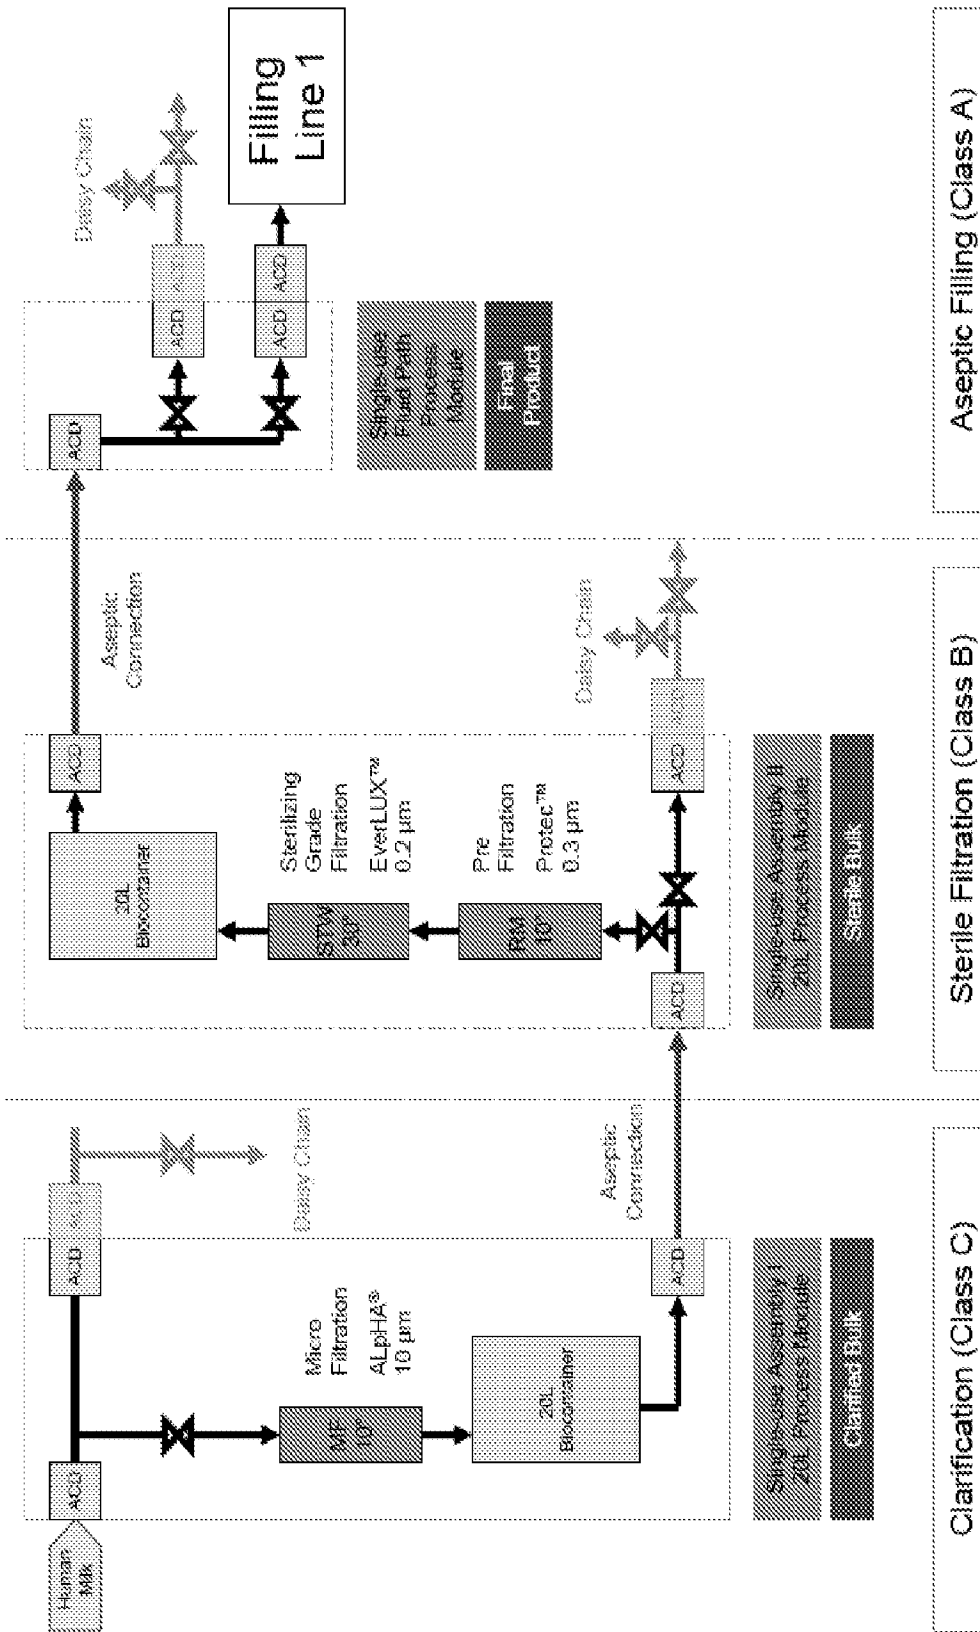 Human
Milk
ACD
ACD
Daisy Chain
MF
10"
Micro
Filtration
ALpHA®
10 µm
20L
Biocontainer
ACD
Aseptic
Connection
Single-use Assembly I
20L Process Module
Clarified Bulk
Clarification (Class C)
ACD
RM
10"
Pre
Filtration
Protec™
0.3 µm
STW
30"
Sterilizing
Grade
Filtration
EverLUX™
0.2 µm
20L
Biocontainer
ACD
Aseptic
Connection
ACD
Daisy Chain
Single-use Assembly II
20L Process Module
Sterile Bulk
Sterile Filtration (Class B)
ACD
ACD
Daisy Chain
ACD
ACD
Filling
Line 1
Single-use
Fluid Path
Process
Module
Final
Product
Aseptic Filling (Class A)